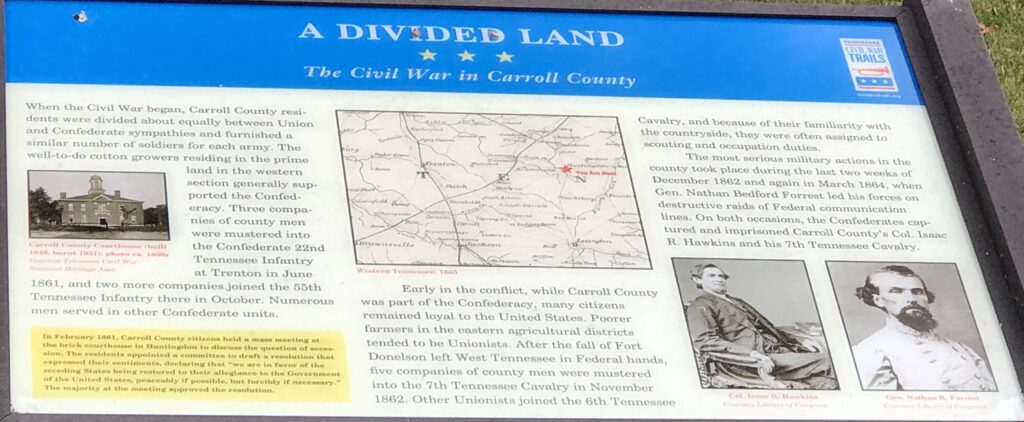 A DIVIDED LAND
The Civil War in Carroll County
TENNESSEE
CIVIL WAR
TRAILS
When the Civil War began, Carroll County resi-
dents were divided about equally between Union
and Confederate sympathies and furnished a
similar number of soldiers for each army. The
well-to-do cotton growers residing in the prime
land in the western
section generally sup-
ported the Confed-
eracy. Three compa-
nies of county men
were mustered into
the Confederate 22nd
Tennessee Infantry
at Trenton in June
1861, and two more companies joined the 55th
Tennessee Infantry there in October. Numerous
men served in other Confederate units.
Carroll County Courthouse (built
1845, burnt 1931), photo ca. 1860s
Courtesy Tennessee Civil War
National Heritage Area
In February 1861, Carroll County citizens held a mass meeting at
the brick courthouse in Huntingdon to discuss the question of seces-
sion. The residents appointed a committee to draft a resolution that
expressed their sentiments, declaring that "we are in favor of the
seceding States being restored to their allegiance to the Government
of the United States, peaceably if possible, but forcibly if necessary."
The majority at the meeting approved the resolution.
Trenton
Huntingdon
You Are Here
T E N
Lexington
Brownsville
Jackson
Western Tennessee, 1865
Early in the conflict, while Carroll County
was part of the Confederacy, many citizens
remained loyal to the United States. Poorer
farmers in the eastern agricultural districts
tended to be Unionists. After the fall of Fort
Donelson left West Tennessee in Federal hands,
five companies of county men were mustered
into the 7th Tennessee Cavalry in November
1862. Other Unionists joined the 6th Tennessee
Cavalry, and because of their familiarity with
the countryside, they were often assigned to
scouting and occupation duties.
The most serious military actions in the
county took place during the last two weeks of
December 1862 and again in March 1864, when
Gen. Nathan Bedford Forrest led his forces on
destructive raids of Federal communication
lines. On both occasions, the Confederates cap-
tured and imprisoned Carroll County's Col. Isaac
R. Hawkins and his 7th Tennessee Cavalry.
Col. Isaac R. Hawkins
Courtesy Library of Congress
Gen. Nathan B. Forrest
Courtesy Library of Congress